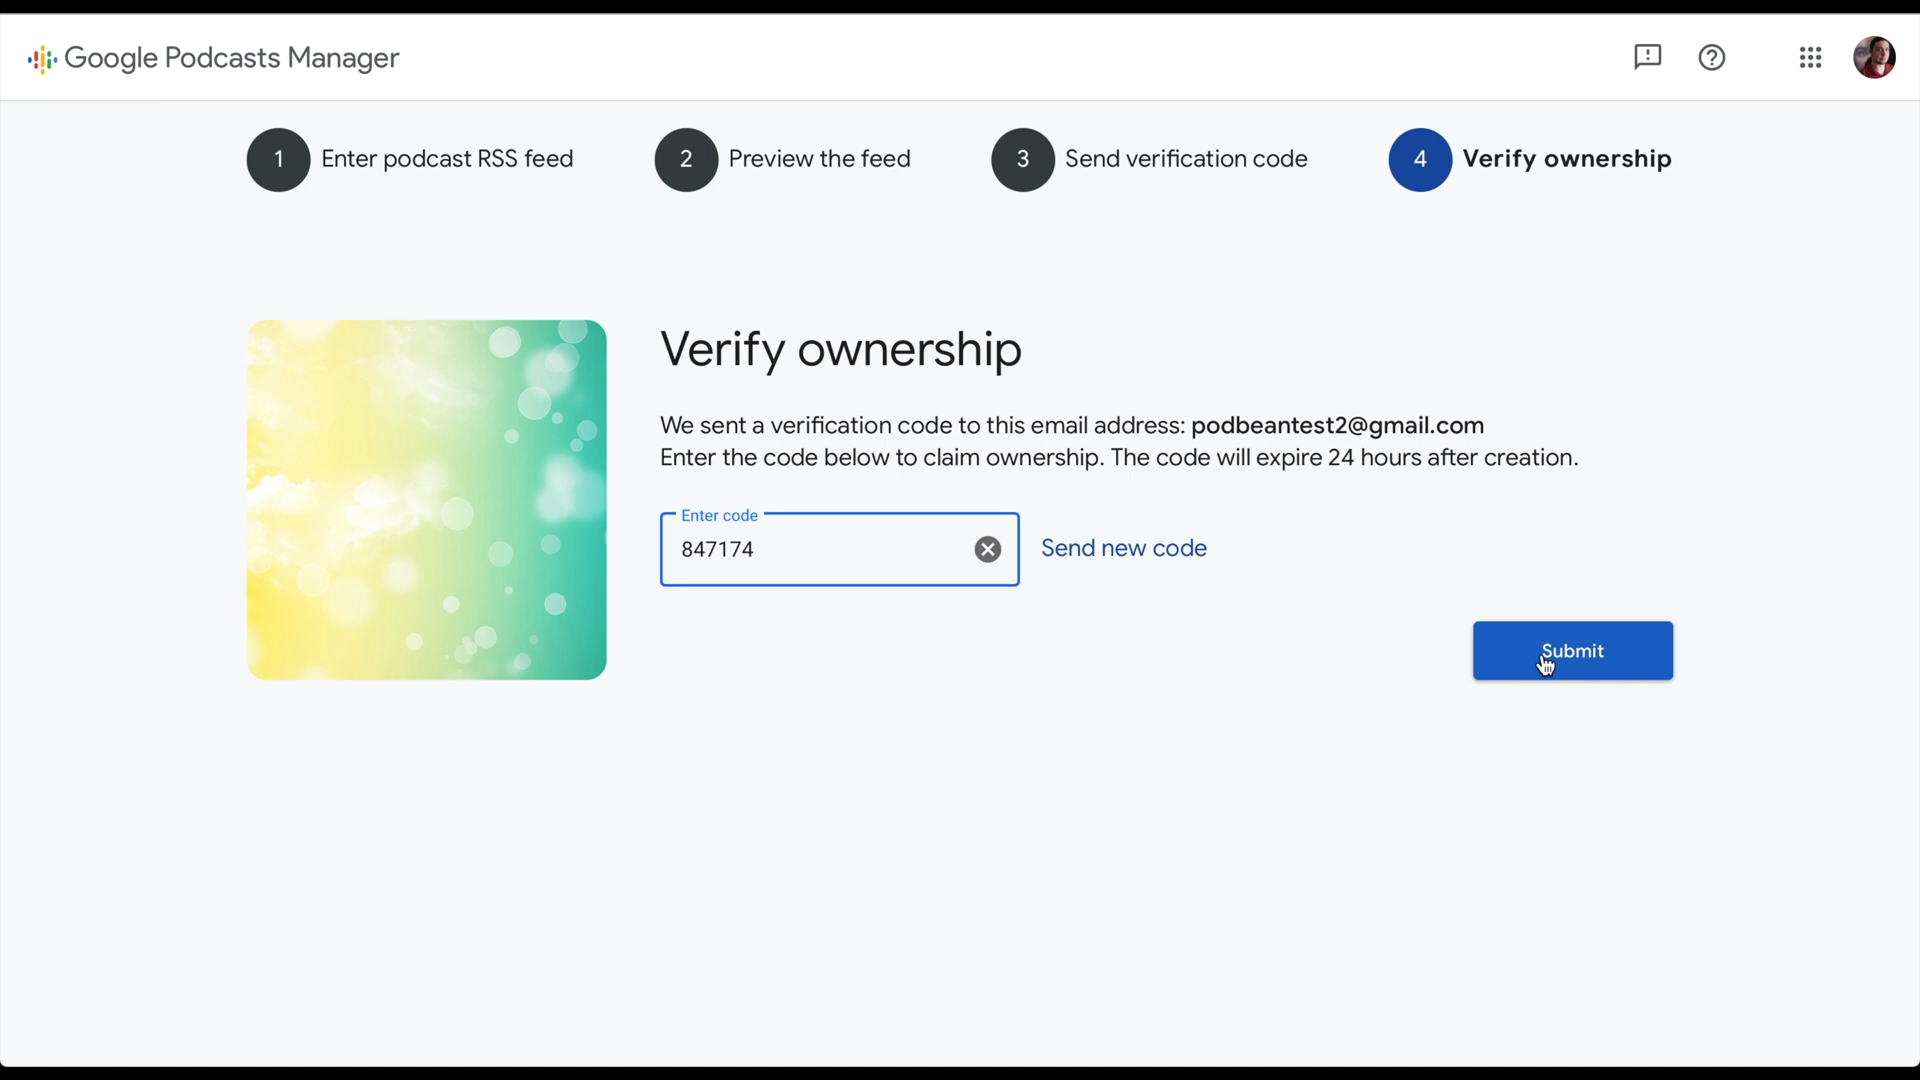 Google Podcasts Manager
1 Enter podcast RSS feed
2 Preview the feed
3 Send verification code
4 Verify ownership
Verify ownership
We sent a verification code to this email address: podbeantest2@gmail.com
Enter the code below to claim ownership. The code will expire 24 hours after creation.
Enter code
847174
Send new code
Submit